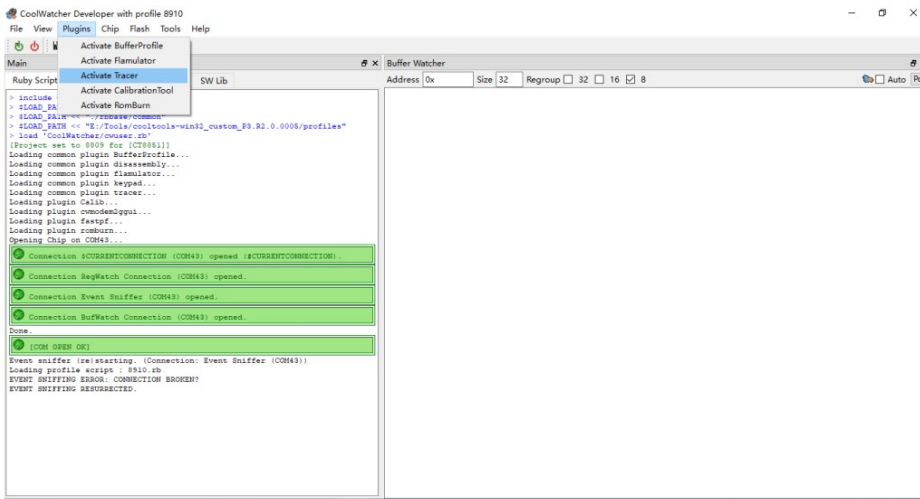 CoolWatcher Developer with profile 8910
File View Plugins Chip Flash Tools Help
Activate BufferProfile
Activate Flamulator
Activate Tracer
Activate CalibrationTool
Activate RomBurn
Main
Ruby Script
SW Lib
> include
> $LOAD_PA
> $LOAD_PATH << "./rbbase/common"
> $LOAD_PATH << "E:/Tools/cooltools-win32_custom_P3.R2.0.0005/profiles"
> load 'CoolWatcher/cwuser.rb'
[Project set to 8809 for [CT8851]]
Loading common plugin BufferProfile...
Loading common plugin disassembly...
Loading common plugin flamulator...
Loading common plugin keypad...
Loading common plugin tracer...
Loading plugin Calib...
Loading plugin cwmodem2ggui...
Loading plugin fastpf...
Loading plugin romburn...
Opening Chip on COM43...
Connection $CURRENTCONNECTION (COM43) opened ($CURRENTCONNECTION).
Connection RegWatch Connection (COM43) opened.
Connection Event Sniffer (COM43) opened.
Connection BufWatch Connection (COM43) opened.
Done.
[COM OPEN OK]
Event sniffer (re)starting. (Connection: Event Sniffer (COM43))
Loading profile script : 8910.rb
EVENT SNIFFING ERROR: CONNECTION BROKEN?
EVENT SNIFFING RESURRECTED.
Buffer Watcher
Address 0x Size 32 Regroup 32 16 8 Auto